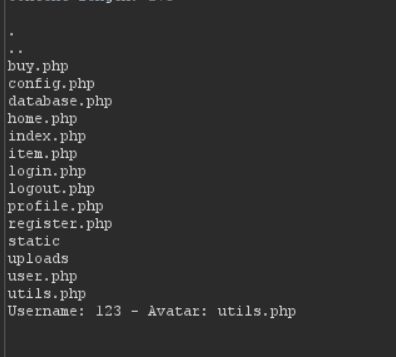 .
..
buy.php
config.php
database.php
home.php
index.php
item.php
login.php
logout.php
profile.php
register.php
static
uploads
user.php
utils.php
Username: 123 - Avatar: utils.php